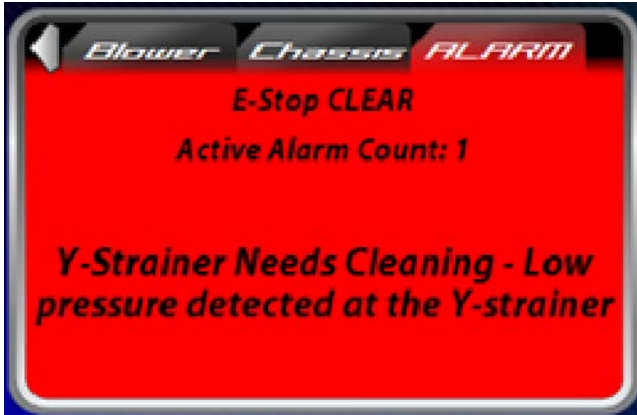 Blower Chassis ALARM
E-Stop CLEAR
Active Alarm Count: 1
Y-Strainer Needs Cleaning - Low
pressure detected at the Y-strainer